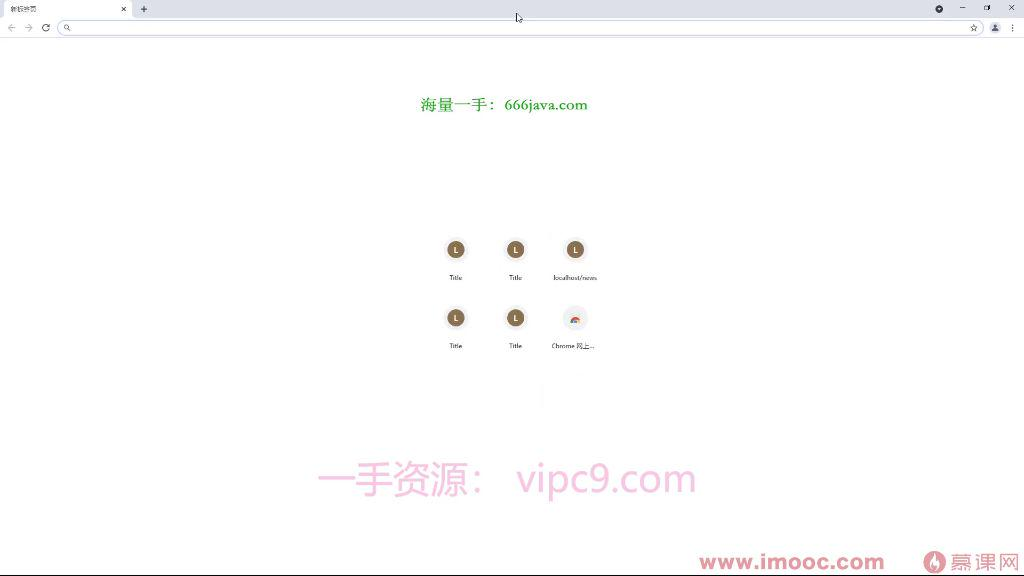 新标签页
海量一手：666java.com
L
L
L
Title
Title
localhost/news
L
L
Title
Title
Chrome 网上...
一手资源： vipc9.com
www.imooc.com
慕课网